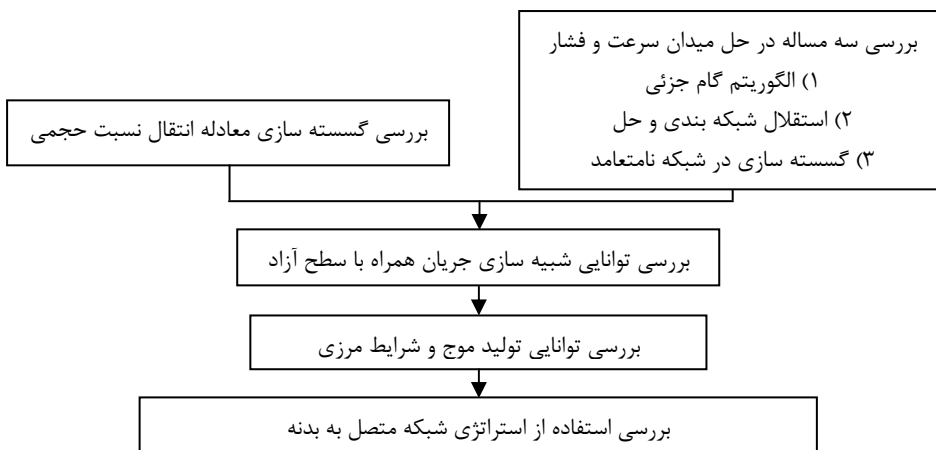 بررسی سه مساله در حل میدان سرعت و فشار
۱) الگوریتم گام جزئی
۲) استقلال شبکه بندی و حل
۳) گسسته سازی در شبکه نامتعامد
بررسی گسسته سازی معادله انتقال نسبت حجمی
بررسی توانایی شبیه سازی جریان همراه با سطح آزاد
بررسی توانایی تولید موج و شرایط مرزی
بررسی استفاده از استراتژی شبکه متصل به بدنه